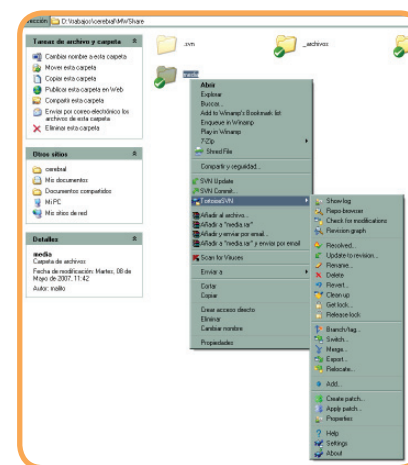 Dirección D:\trabajos\cerebral\MWShare
Tareas de archivo y carpeta
Cambiar nombre a esta carpeta
Mover esta carpeta
Copiar esta carpeta
Publicar esta carpeta en Web
Compartir esta carpeta
Enviar por correo electrónico los
archivos de esta carpeta
Eliminar esta carpeta
Otros sitios
cerebral
Mis documentos
Documentos compartidos
Mi PC
Mis sitios de red
Detalles
media
Carpeta de archivos
Fecha de modificación: Martes, 08 de
Mayo de 2007, 11:42
Autor: malito
.svn
_archivos
media
Abrir
Explorar
Buscar...
Add to Winamp's Bookmark list
Enqueue in Winamp
Play in Winamp
7-Zip
Shred File
Compartir y seguridad...
SVN Update
SVN Commit...
TortoiseSVN
Añadir al archivo...
Añadir a "media.rar"
Añadir y enviar por email...
Añadir a "media.rar" y enviar por email
Scan for Viruses
Enviar a
Cortar
Copiar
Crear acceso directo
Eliminar
Cambiar nombre
Propiedades
Show log
Repo-browser
Check for modifications
Revision graph
Resolved...
Update to revision...
Rename...
Delete
Revert...
Clean up
Get lock...
Release lock
Branch/tag...
Switch...
Merge...
Export...
Relocate...
Add...
Create patch...
Apply patch...
Properties
Help
Settings
About